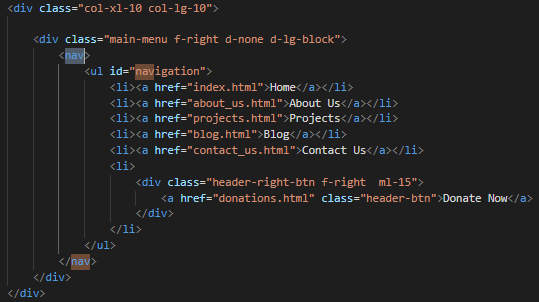 <div class="col-xl-10 col-lg-10">
<div class="main-menu f-right d-none d-lg-block">
<nav>
<ul id="navigation">
<li><a href="index.html">Home</a></li>
<li><a href="about_us.html">About Us</a></li>
<li><a href="projects.html">Projects</a></li>
<li><a href="blog.html">Blog</a></li>
<li><a href="contact_us.html">Contact Us</a></li>
<li>
<div class="header-right-btn f-right  ml-15">
<a href="donations.html" class="header-btn">Donate Now</a>
</div>
</li>
</ul>
</nav>
</div>
</div>